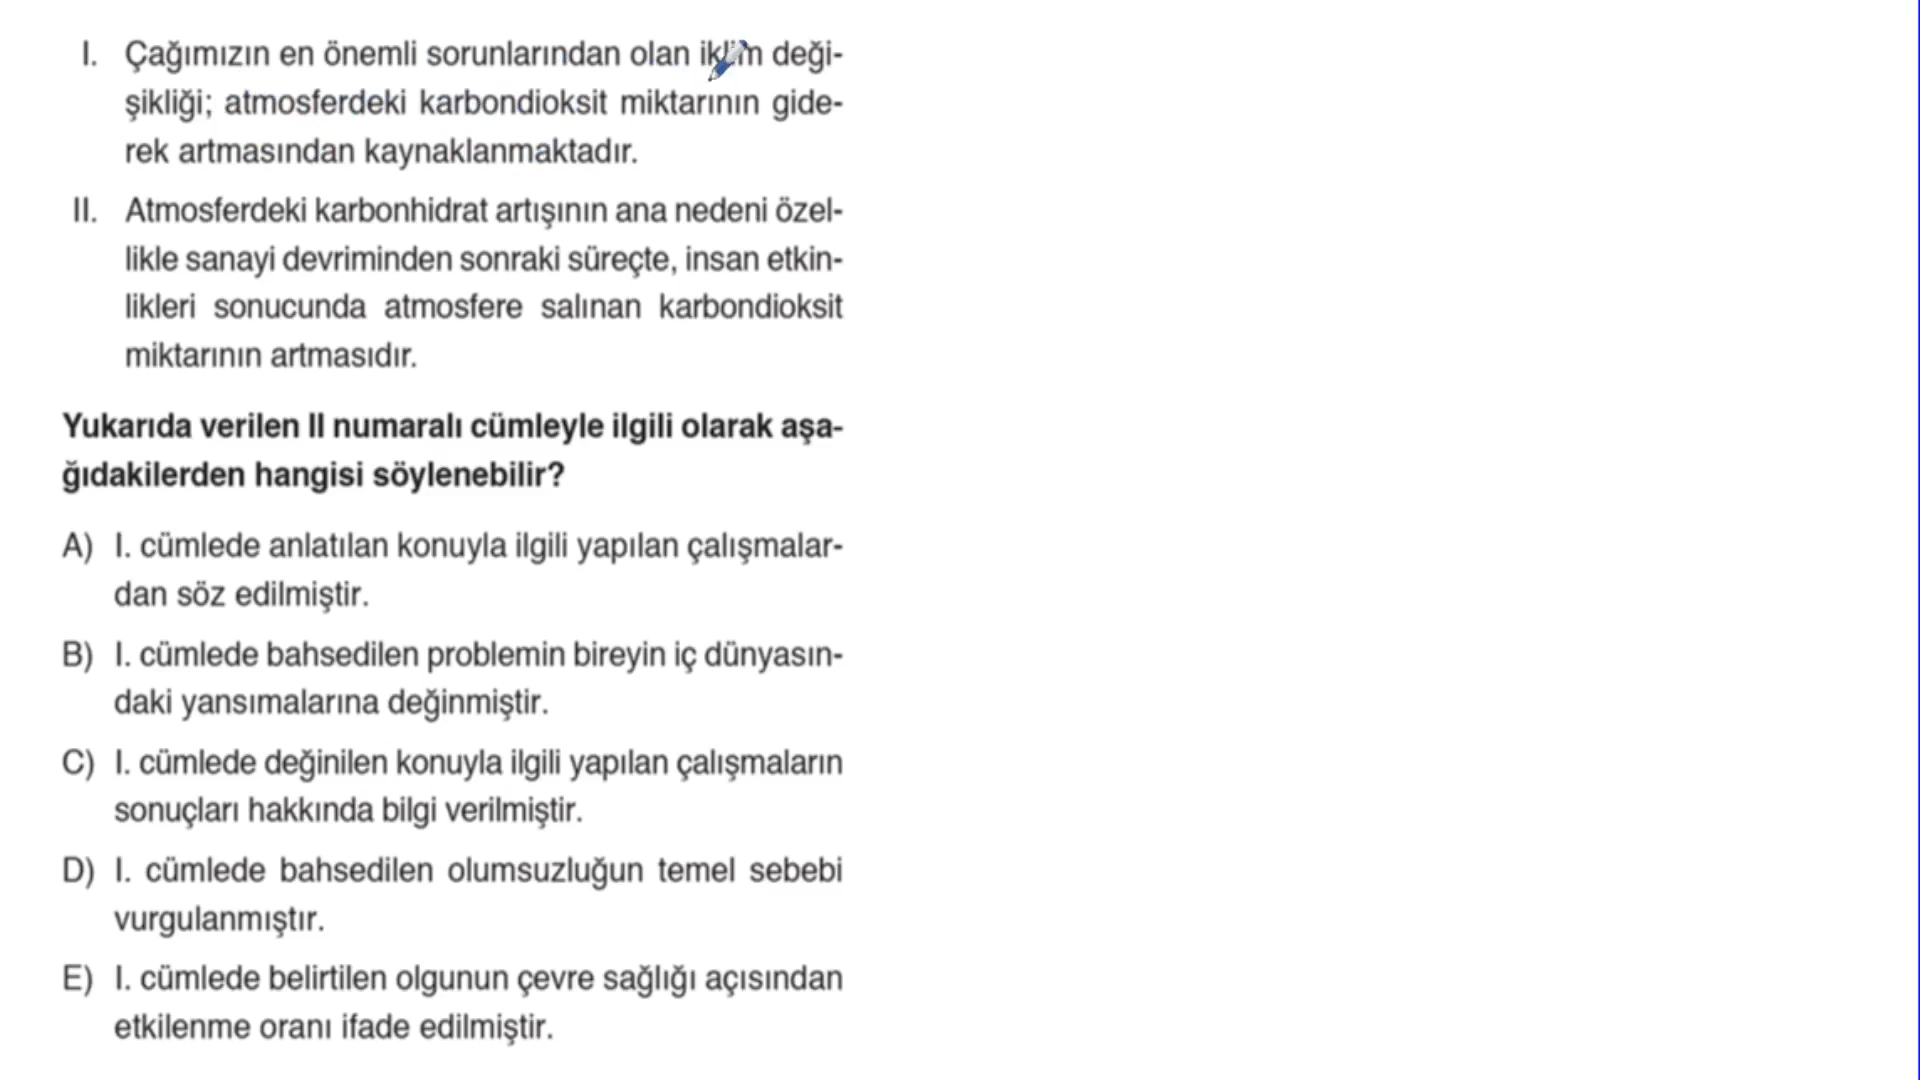 I. Çağımızın en önemli sorunlarından olan iklim deği-
şikliği; atmosferdeki karbondioksit miktarının gide-
rek artmasından kaynaklanmaktadır.
II. Atmosferdeki karbonhidrat artışının ana nedeni özel-
likle sanayi devriminden sonraki süreçte, insan etkin-
likleri sonucunda atmosfere salınan karbondioksit
miktarının artmasıdır.
Yukarıda verilen II numaralı cümleyle ilgili olarak aşa-
ğıdakilerden hangisi söylenebilir?
A) I. cümlede anlatılan konuyla ilgili yapılan çalışmalar-
dan söz edilmiştir.
B) I. cümlede bahsedilen problemin bireyin iç dünyasın-
daki yansımalarına değinmiştir.
C) I. cümlede değinilen konuyla ilgili yapılan çalışmaların
sonuçları hakkında bilgi verilmiştir.
D) I. cümlede bahsedilen olumsuzluğun temel sebebi
vurgulanmıştır.
E) I. cümlede belirtilen olgunun çevre sağlığı açısından
etkilenme oranı ifade edilmiştir.